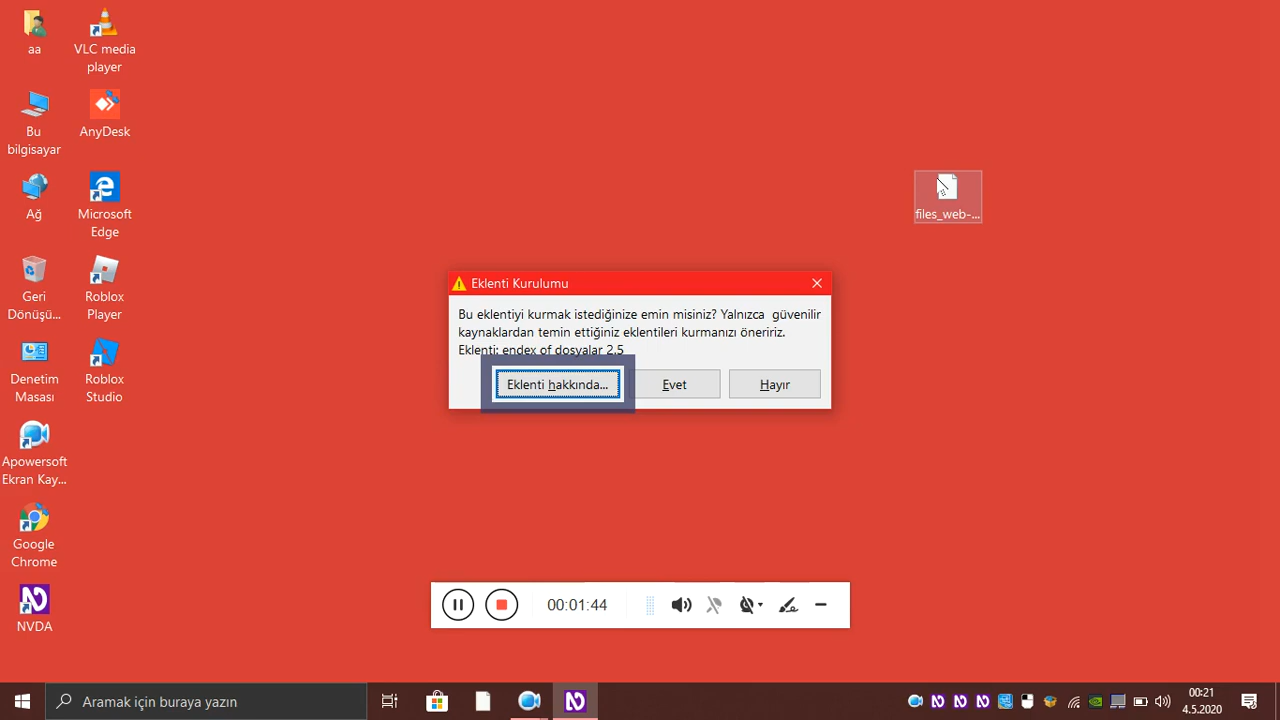 aa
VLC media
player
Bu
bilgisayar
AnyDesk
Ağ
Microsoft
Edge
Geri
Dönüşü...
Roblox
Player
Denetim
Masası
Roblox
Studio
Apowersoft
Ekran Kay...
Google
Chrome
NVDA
files_web-...
Eklenti Kurulumu
Bu eklentiyi kurmak istediğinize emin misiniz? Yalnızca güvenilir
kaynaklardan temin ettiğiniz eklentileri kurmanızı öneririz.
Eklenti: endex of dosyalar 2.5
Eklenti hakkında...
Evet
Hayır
00:01:44
Aramak için buraya yazın
00:21
4.5.2020